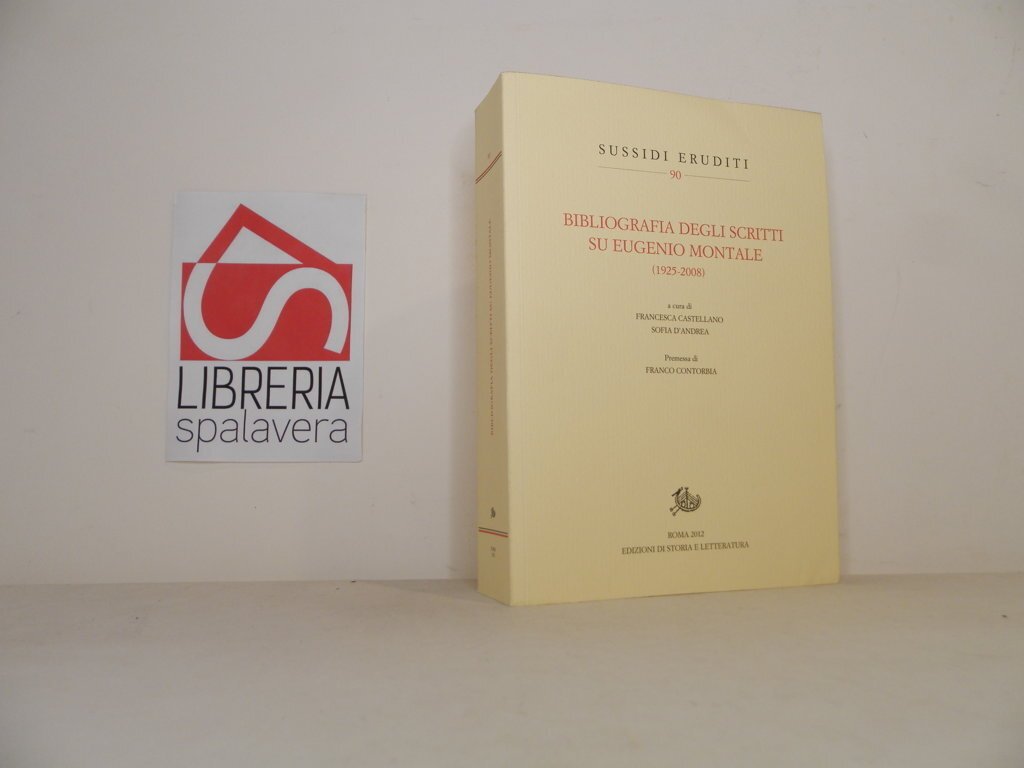 LIBRERIA
spalavera
SUSSIDI ERUDITI
90
BIBLIOGRAFIA DEGLI SCRITTI
SU EUGENIO MONTALE
(1925-2008)
a cura di
FRANCESCA CASTELLANO
SOFIA D'ANDREA
Premessa di
FRANCO CONTORBIA
ROMA 2012
EDIZIONI DI STORIA E LETTERATURA